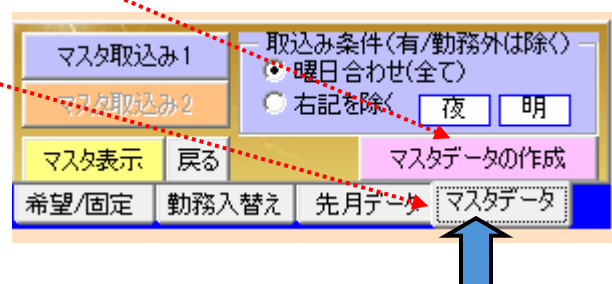 マスタ取込み1
取込み条件(有/勤務外は除く)
曜日合わせ(全て)
マスタ取込み2
右記を除く 夜 明
マスタ表示 戻る マスタデータの作成
希望/固定 勤務入替え 先月データ マスタデータ